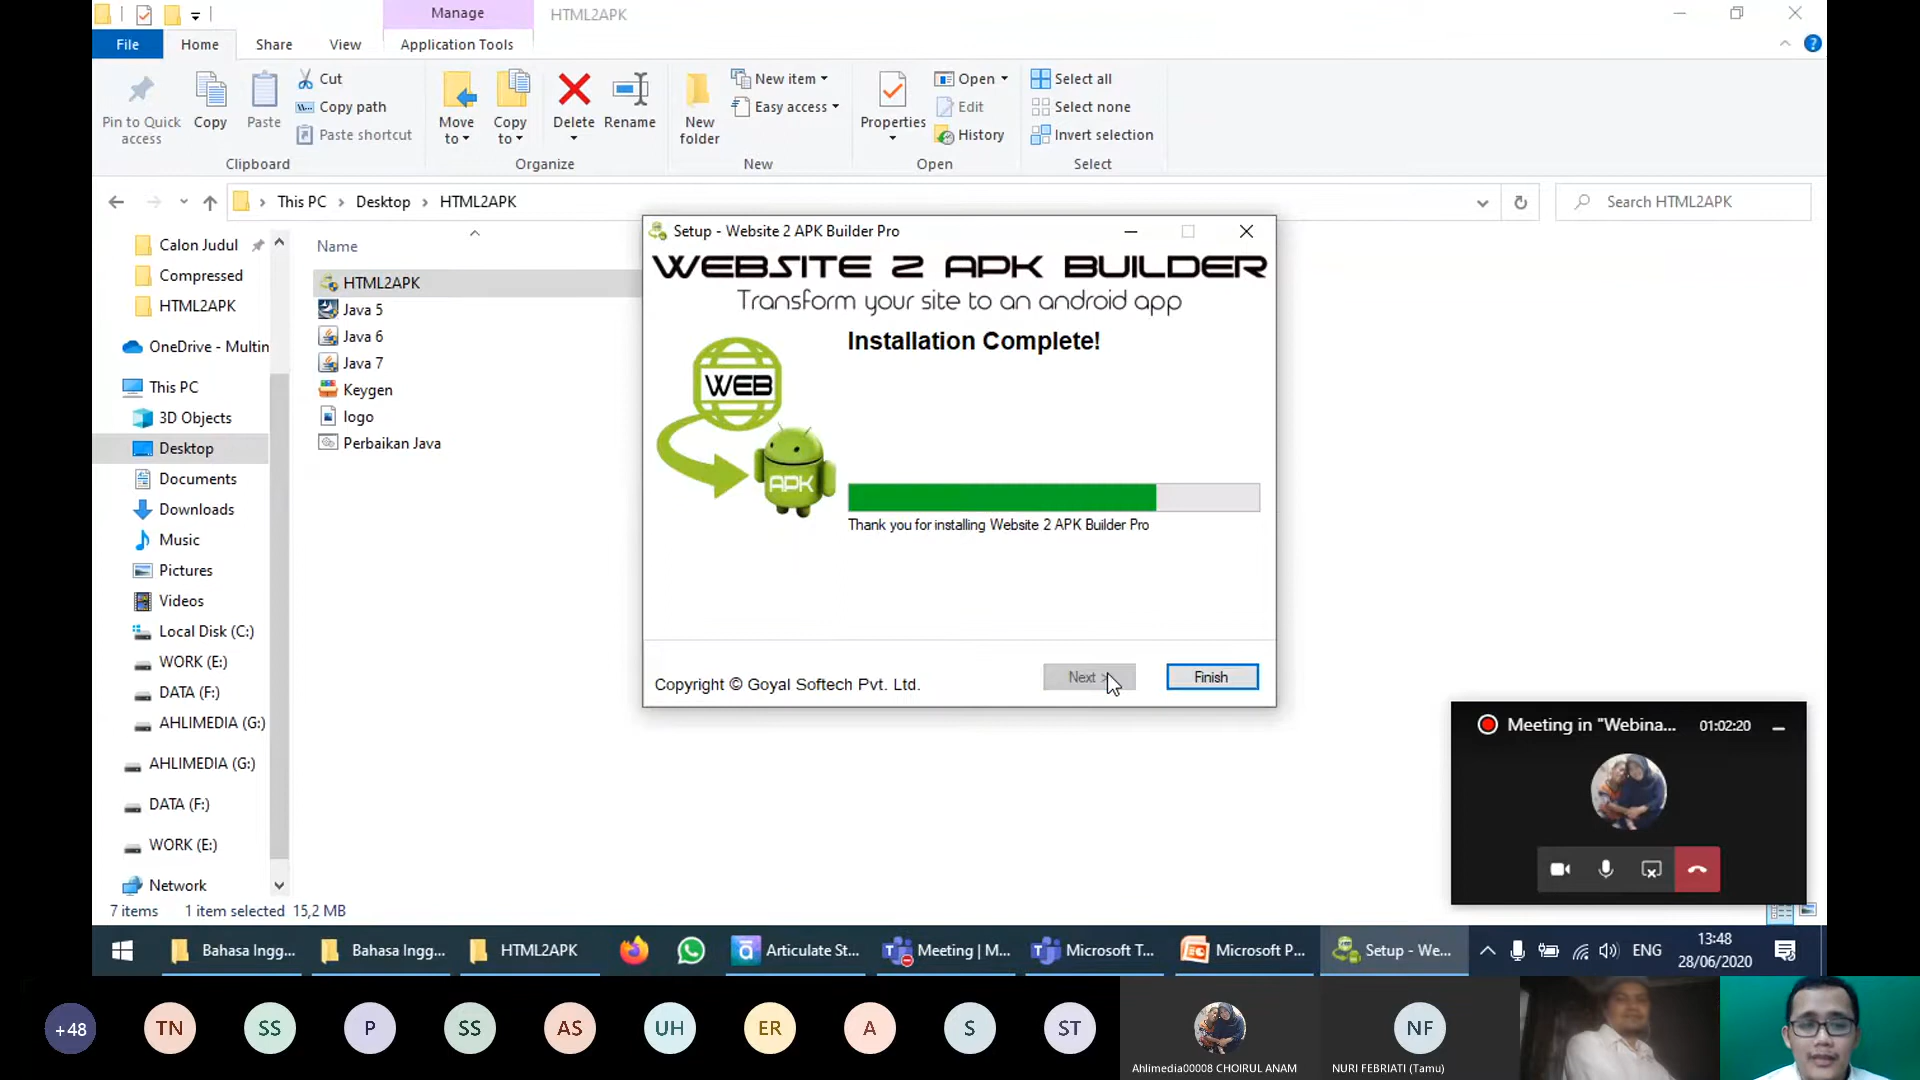 Manage
HTML2APK
File
Home
Share
View
Application Tools
Pin to Quick
access
Copy
Paste
Cut
Copy path
Paste shortcut
Clipboard
Move
to
Copy
to
Delete
Rename
Organize
New
folder
New item
Easy access
New
Properties
Open
Edit
History
Open
Select all
Select none
Invert selection
Select
This PC
Desktop
HTML2APK
Search HTML2APK
Calon Judul
Compressed
HTML2APK
OneDrive - Multin
This PC
3D Objects
Desktop
Documents
Downloads
Music
Pictures
Videos
Local Disk (C:)
WORK (E:)
DATA (F:)
AHLIMEDIA (G:)
AHLIMEDIA (G:)
DATA (F:)
WORK (E:)
Network
Name
HTML2APK
Java 5
Java 6
Java 7
Keygen
logo
Perbaikan Java
Setup - Website 2 APK Builder Pro
WEBSITE 2 APK BUILDER
Transform your site to an android app
Installation Complete!
WEB
APK
Thank you for installing Website 2 APK Builder Pro
Copyright © Goyal Softech Pvt. Ltd.
Next >
Finish
Meeting in "Webina...
01:02:20
7 items
1 item selected 15,2 MB
Bahasa Ingg...
Bahasa Ingg...
HTML2APK
Articulate St...
Meeting | M...
Microsoft T...
Microsoft P...
Setup - We...
ENG
13:48
28/06/2020
+48
TN
SS
P
SS
AS
UH
ER
A
S
ST
Ahlimedia00008 CHOIRUL ANAM
NF
NURI FEBRIATI (Tamu)